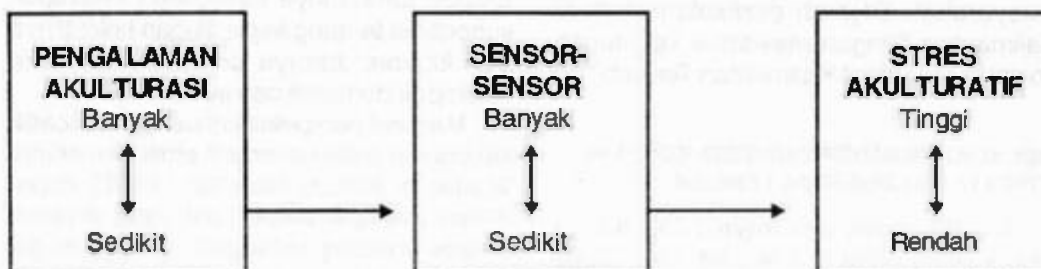 PENGALAMAN
AKULTURASI
Banyak
Sedikit
SENSOR-
SENSOR
Banyak
Sedikit
STRES
AKULTURATIF
Tinggi
Rendah